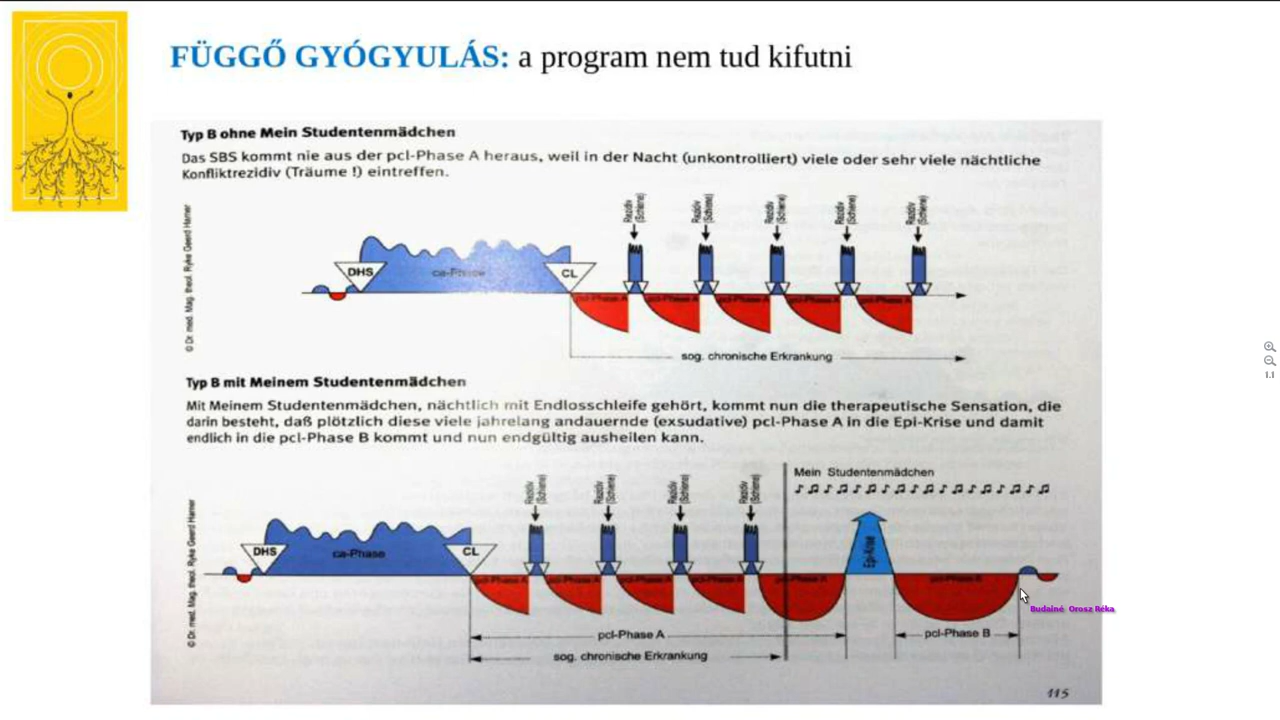 FÜGGŐ GYÓGYULÁS: a program nem tud kifutni
Typ B ohne Mein Studentenmädchen
Das SBS kommt nie aus der pcl-Phase A heraus, weil in der Nacht (unkontrolliert) viele oder sehr viele nächtliche
Konfliktrezidiv (Träume !) eintreffen.
© Dr. med. Mag. theol. Ryke Geerd Hamer
Rezidiv
(Schiene)
Rezidiv
(Schiene)
Rezidiv
(Schiene)
Rezidiv
(Schiene)
Rezidiv
(Schiene)
DHS
ca-Phase
CL
pcl-Phase A
pcl-Phase A
pcl-Phase A
pcl-Phase A
pcl-Phase A
sog. chronische Erkrankung
Typ B mit Meinem Studentenmädchen
Mit Meinem Studentenmädchen, nächtlich mit Endlosschleife gehört, kommt nun die therapeutische Sensation, die
darin besteht, daß plötzlich diese viele jahrelang andauernde (exsudative) pcl-Phase A in die Epi-Krise und damit
endlich in die pcl-Phase B kommt und nun endgültig ausheilen kann.
© Dr. med. Mag. theol. Ryke Geerd Hamer
Rezidiv
(Schiene)
Rezidiv
(Schiene)
Rezidiv
(Schiene)
Rezidiv
(Schiene)
Mein Studentenmädchen
DHS
ca-Phase
CL
Epi-Krise
pcl-Phase A
pcl-Phase A
pcl-Phase A
pcl-Phase A
pcl-Phase A
pcl-Phase B
Budainé Orosz Réka
pcl-Phase A
pcl-Phase B
sog. chronische Erkrankung
115
1.1